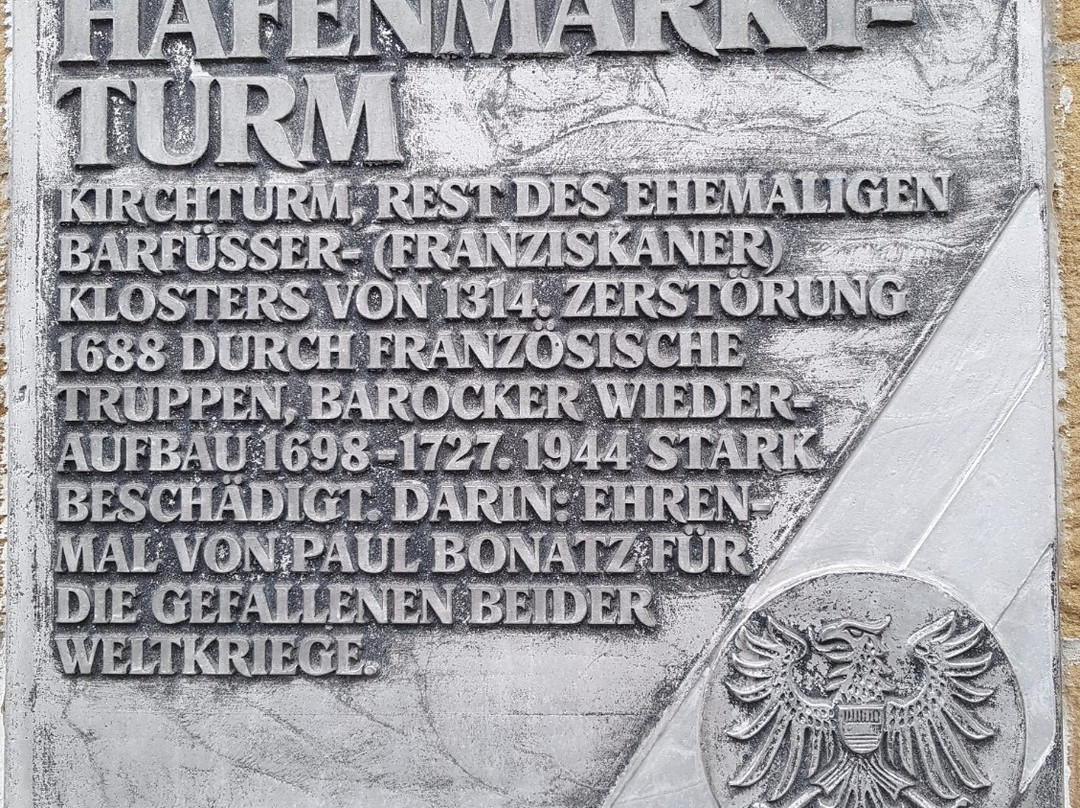 HAFENMARKT-
TURM
KIRCHTURM, REST DES EHEMALIGEN
BARFÜSSER- (FRANZISKANER)
KLOSTERS VON 1314. ZERSTÖRUNG
1688 DURCH FRANZÖSISCHE
TRUPPEN, BAROCKER WIEDER-
AUFBAU 1698-1727. 1944 STARK
BESCHÄDIGT. DARIN: EHREN-
MAL VON PAUL BONATZ FÜR
DIE GEFALLENEN BEIDER
WELTKRIEGE.